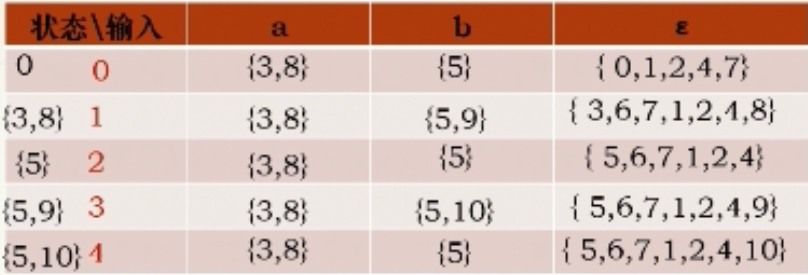 状态\输入 a b ε
0 0 {3,8} {5} { 0,1,2,4,7}
{3,8} 1 {3,8} {5,9} { 3,6,7,1,2,4,8}
{5} 2 {3,8} {5} { 5,6,7,1,2,4}
{5,9} 3 {3,8} {5,10} { 5,6,7,1,2,4,9}
{5,10} 4 {3,8} {5} { 5,6,7,1,2,4,10}